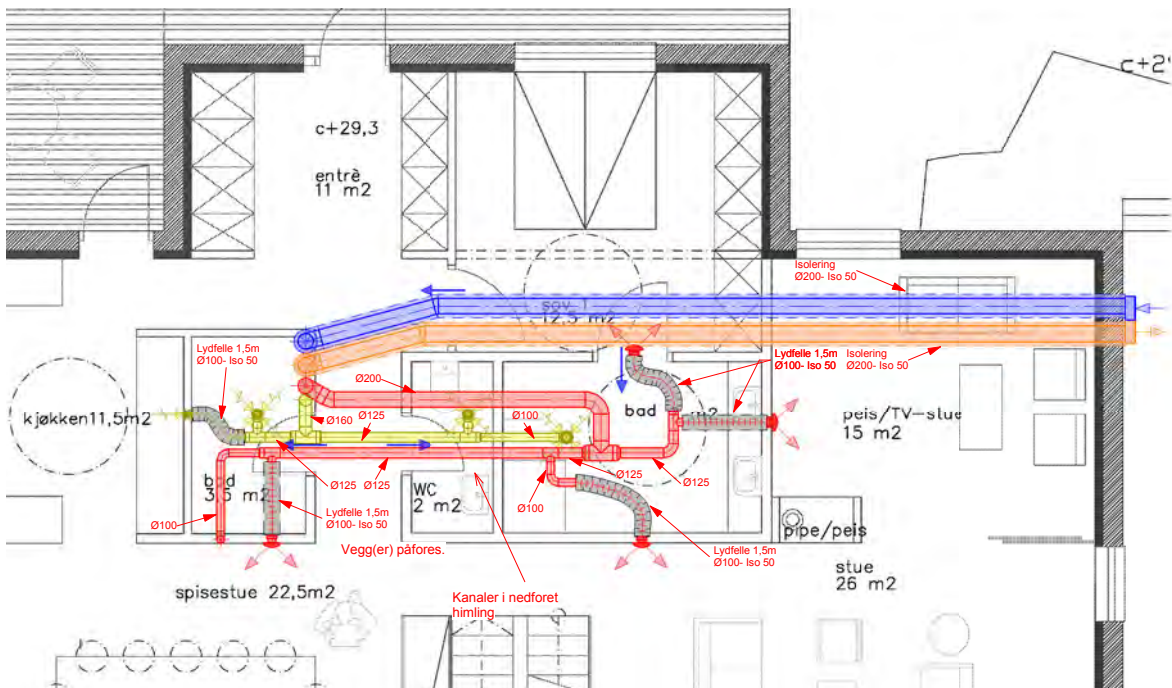 c+2
c+29,3
entrè
11 m2
Isolering
Ø200- Iso 50
sov 1
12,5 m2
Lydfelle 1,5m
Ø100- Iso 50
Lydfelle 1,5m
Ø100- Iso 50
Isolering
Ø200- Iso 50
Ø200
kjøkken11,5m2
Ø160
Ø125
Ø100
bad
m2
peis/TV-stue
15 m2
bad
3,5 m2
Ø125
Ø125
WC
2 m2
Ø125
Ø100
Ø125
Ø100
Lydfelle 1,5m
Ø100- Iso 50
Vegg(er) påfores.
Lydfelle 1,5m
Ø100- Iso 50
pipe/peis
stue
26 m2
spisestue 22,5m2
Kanaler i nedforet
himling